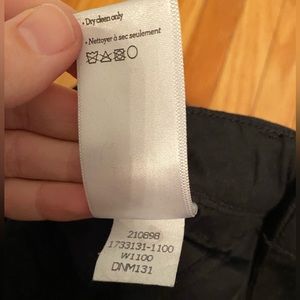 • Dry clean only
• Nettoyer à sec seulement
210898
1733131-1100
W1100
DNM131